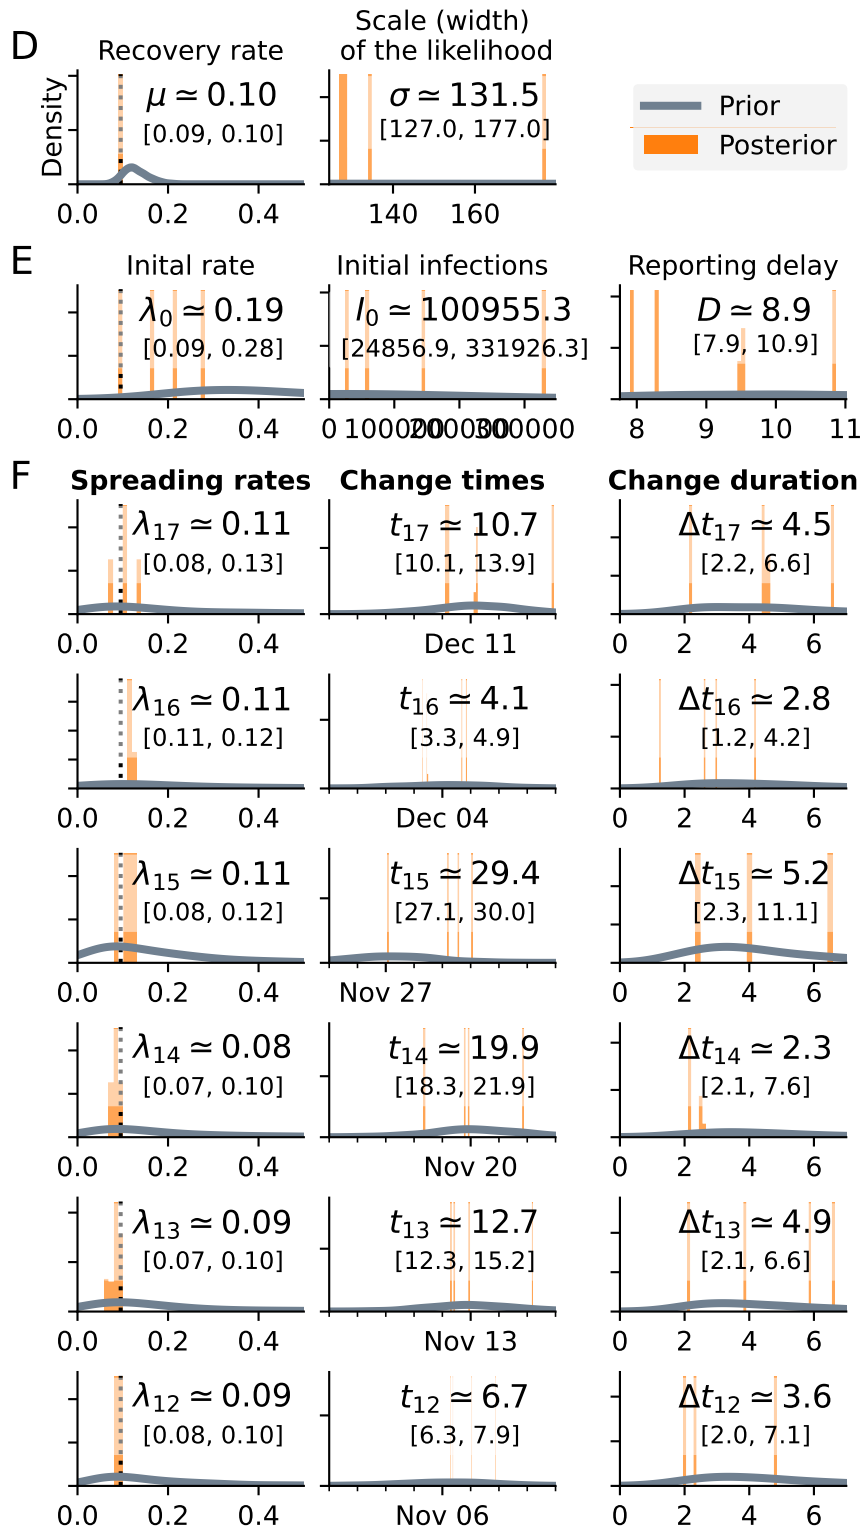 D
Recovery rate
Density
μ ≃ 0.10
[0.09, 0.10]
0.0 0.2 0.4
Scale (width)
of the likelihood
σ ≃ 131.5
[127.0, 177.0]
140 160
Prior
Posterior
E
Inital rate
λ0 ≃ 0.19
[0.09, 0.28]
0.0 0.2 0.4
Initial infections
I0 ≃ 100955.3
[24856.9, 331926.3]
0 100000 200000 300000
Reporting delay
D ≃ 8.9
[7.9, 10.9]
8 9 10 11
F
Spreading rates Change times Change duration
λ17 ≃ 0.11
[0.08, 0.13]
0.0 0.2 0.4
t17 ≃ 10.7
[10.1, 13.9]
Dec 11
Δt17 ≃ 4.5
[2.2, 6.6]
0 2 4 6
λ16 ≃ 0.11
[0.11, 0.12]
0.0 0.2 0.4
t16 ≃ 4.1
[3.3, 4.9]
Dec 04
Δt16 ≃ 2.8
[1.2, 4.2]
0 2 4 6
λ15 ≃ 0.11
[0.08, 0.12]
0.0 0.2 0.4
t15 ≃ 29.4
[27.1, 30.0]
Nov 27
Δt15 ≃ 5.2
[2.3, 11.1]
0 2 4 6
λ14 ≃ 0.08
[0.07, 0.10]
0.0 0.2 0.4
t14 ≃ 19.9
[18.3, 21.9]
Nov 20
Δt14 ≃ 2.3
[2.1, 7.6]
0 2 4 6
λ13 ≃ 0.09
[0.07, 0.10]
0.0 0.2 0.4
t13 ≃ 12.7
[12.3, 15.2]
Nov 13
Δt13 ≃ 4.9
[2.1, 6.6]
0 2 4 6
λ12 ≃ 0.09
[0.08, 0.10]
0.0 0.2 0.4
t12 ≃ 6.7
[6.3, 7.9]
Nov 06
Δt12 ≃ 3.6
[2.0, 7.1]
0 2 4 6